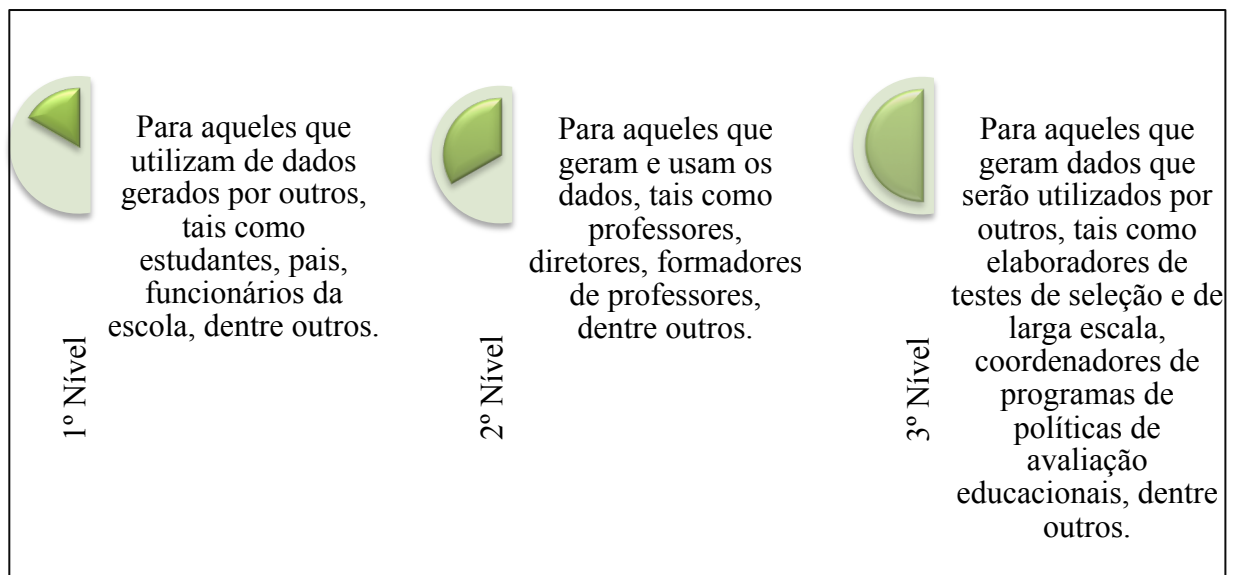 1º Nível
Para aqueles que
utilizam de dados
gerados por outros,
tais como
estudantes, pais,
funcionários da
escola, dentre outros.
2º Nível
Para aqueles que
geram e usam os
dados, tais como
professores,
diretores, formadores
de professores,
dentre outros.
3º Nível
Para aqueles que
geram dados que
serão utilizados por
outros, tais como
elaboradores de
testes de seleção e de
larga escala,
coordenadores de
programas de
políticas de
avaliação
educacionais, dentre
outros.